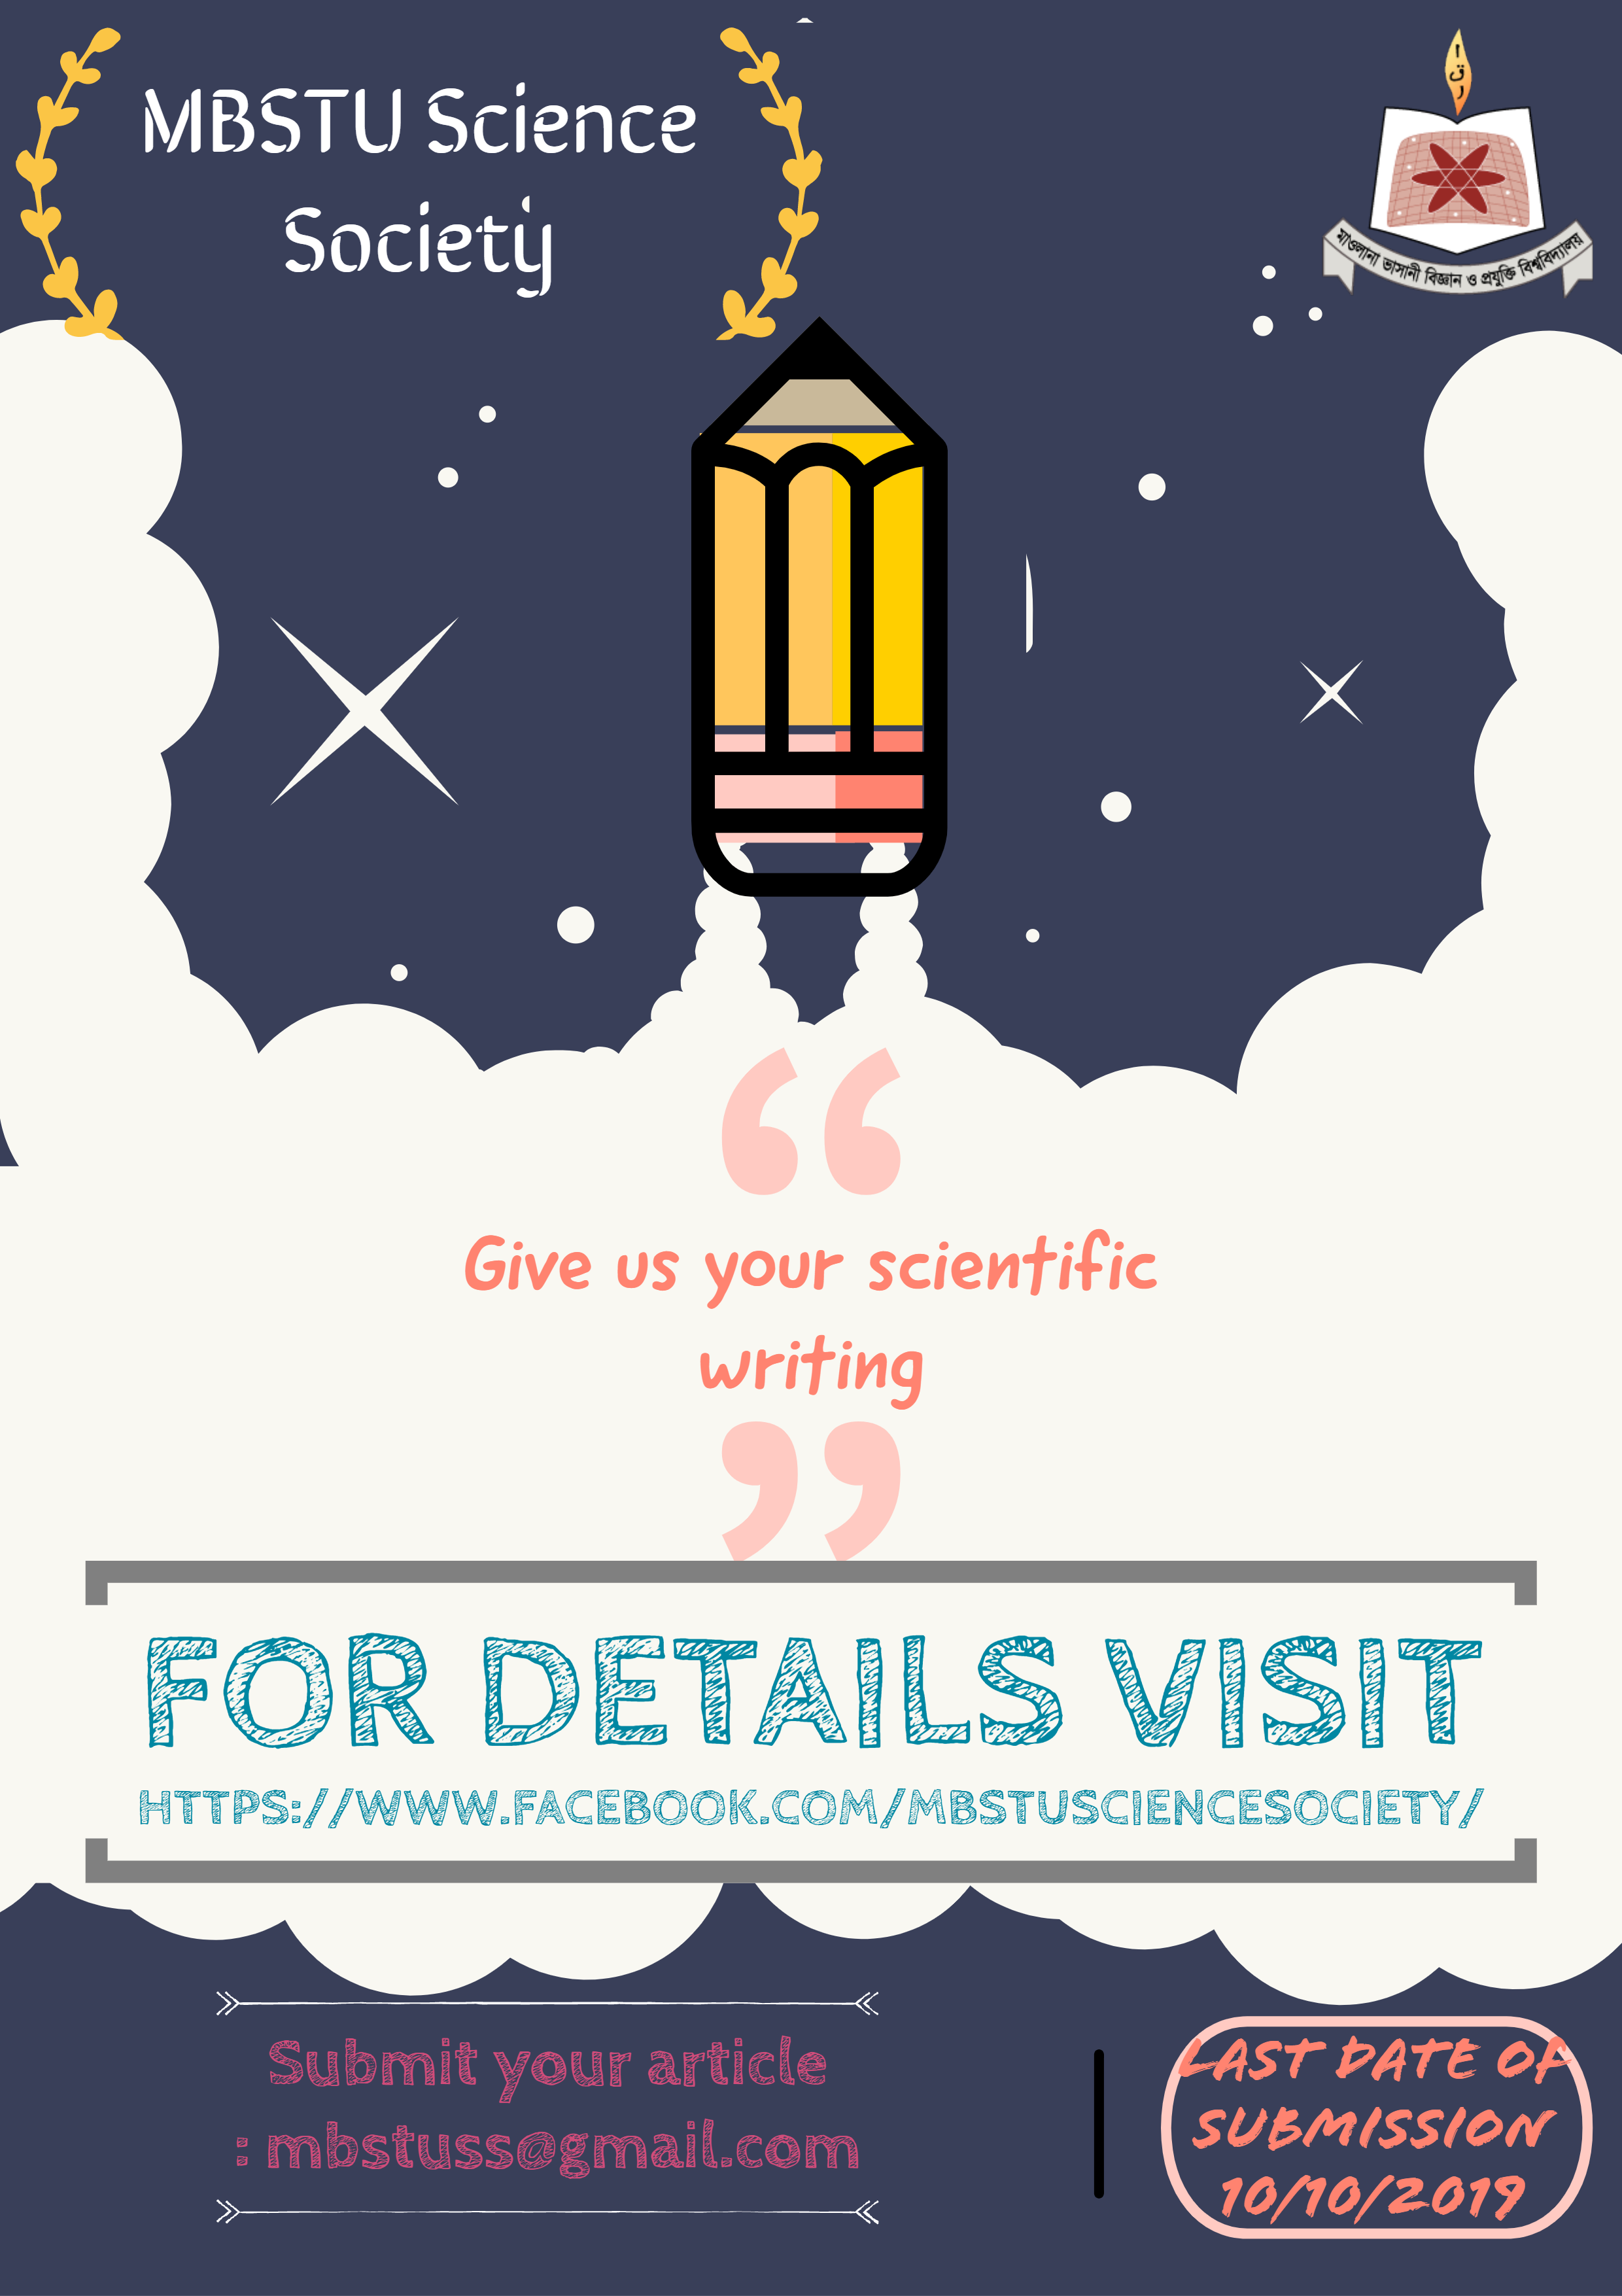 MBSTU Science
Society
اقر
মাওলানা ভাসানী বিজ্ঞান ও প্রযুক্তি বিশ্ববিদ্যালয়
“
Give us your scientific
writing
”
FOR DETAILS VISIT
HTTPS://WWW.FACEBOOK.COM/MBSTUSCIENCESOCIETY/
Submit your article
: mbstuss@gmail.com
LAST DATE OF
SUBMISSION
10/10/2019